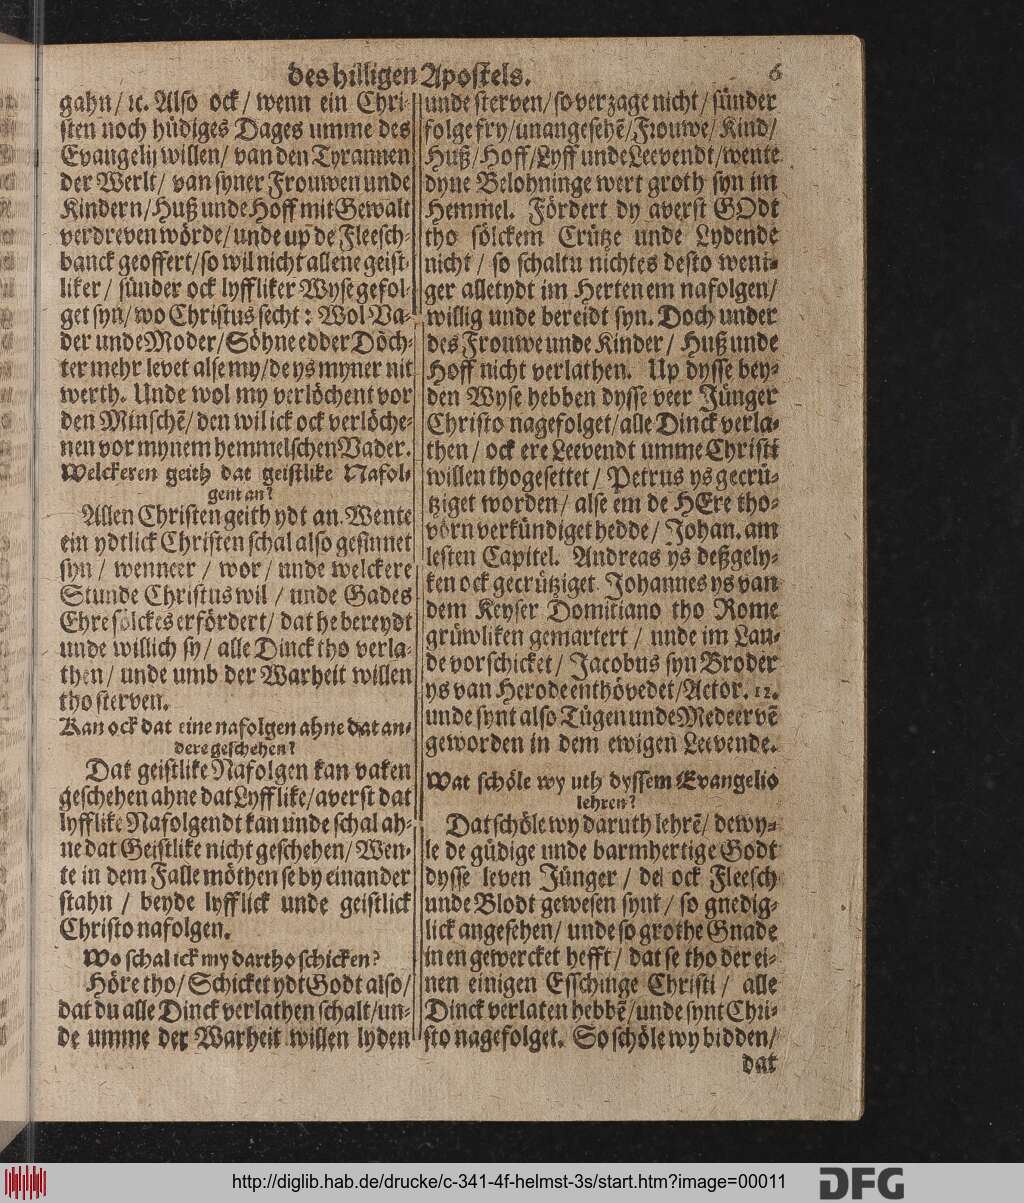 des hilligen Apostels. 6
gahn/ ꝛc. Also ock/ wenn ein Chri-
sten noch hüdiges Dages umme des
Evangelij willen/ van den Tyrannen
der Werlt/ van syner Frouwen unde
Kindern/ Huß unde Hoff mit Gewalt
verdreven wörde/ unde up de Fleesch-
banck geoffert/ so wil nicht allene geist-
liker/ sünder ock lyffliker Wyse gefol-
get syn/ wo Christus secht: Wol Va-
der unde Moder/ Söhne edder Döch-
ter mehr levet alse my/ de ys myner nit
werth. Unde wol my verlöchent vor
den Minschē/ den wil ick ock verlöche-
nen vor mynem hemmelschen Vader.
Welckeren geith dat geistlike Nafol-
gent an?
Allen Christen geith ydt an. Wente
ein ydtlick Christen schal also gesinnet
syn/ wenneer/ wor/ unde welckere
Stunde Christus wil/ unde Gades
Ehre sölckes erfördert/ dat he bereydt
unde willich sy/ alle Dinck tho verla-
then/ unde umb der Warheit willen
tho sterven.
Kan ock dat eine nafolgen ahne dat an-
dere geschehen?
Dat geistlike Nafolgen kan vaken
geschehen ahne dat Lyfflike/ averst dat
lyfflike Nafolgendt kan unde schal ah-
ne dat Geistlike nicht geschehen/ Wen-
te in dem Falle möthen se by einander
stahn/ beyde lyfflick unde geistlick
Christo nafolgen.
Wo schal ick my dartho schicken?
Höre tho/ Schicket ydt Godt also/
dat du alle Dinck verlathen schalt/ un-
de umme der Warheit willen lyden
unde sterven/ so verzage nicht/ sünder
folge fry/ unangesehē/ Frouwe/ Kind/
Huß/ Hoff/ Lyff unde Leevendt/ wente
dyne Belohninge wert groth syn im
Hemmel. Fördert dy averst GOdt
tho sölckem Crütze unde Lydende
nicht/ so schaltu nichtes desto weni-
ger alletydt im Herten em nafolgen/
willig unde bereidt syn. Doch under
des Frouwe unde Kinder/ Huß unde
Hoff nicht verlathen. Up dysse bey-
den Wyse hebben dysse veer Jünger
Christo nagefolget/ alle Dinck verla-
then/ ock ere Leevendt umme Christi
willen thogesettet/ Petrus ys gecrü-
tziget worden/ alse em de HEre tho-
vörn verkündiget hedde/ Johan. am
lesten Capitel. Andreas ys deßgely-
ken ock gecrütziget. Johannes ys van
dem Keyser Domitiano tho Rome
grüwliken gemartert/ unde im Lan-
de vorschicket/ Jacobus syn Broder
ys van Herode enthövedet/ Actor. 12.
unde synt also Tügen unde Medeervē
geworden in dem ewigen Leevende.
Wat schöle wy uth dyssem Evangelio
lehren?
Dat schöle wy daruth lehrē/ de wy-
le de güdige unde barmhertige Godt
dysse leven Jünger/ dei ock Fleesch
unde Blodt gewesen synt/ so gnedig-
lick angesehen/ unde so grothe Gnade
in en gewercket hefft/ dat se tho der ei-
nen einigen Esschinge Christi/ alle
Dinck verlaten hebbē/ unde synt Chri-
sto nagefolget. So schöle wy bidden/
dat
http://diglib.hab.de/drucke/c-341-4f-helmst-3s/start.htm?image=00011
DFG